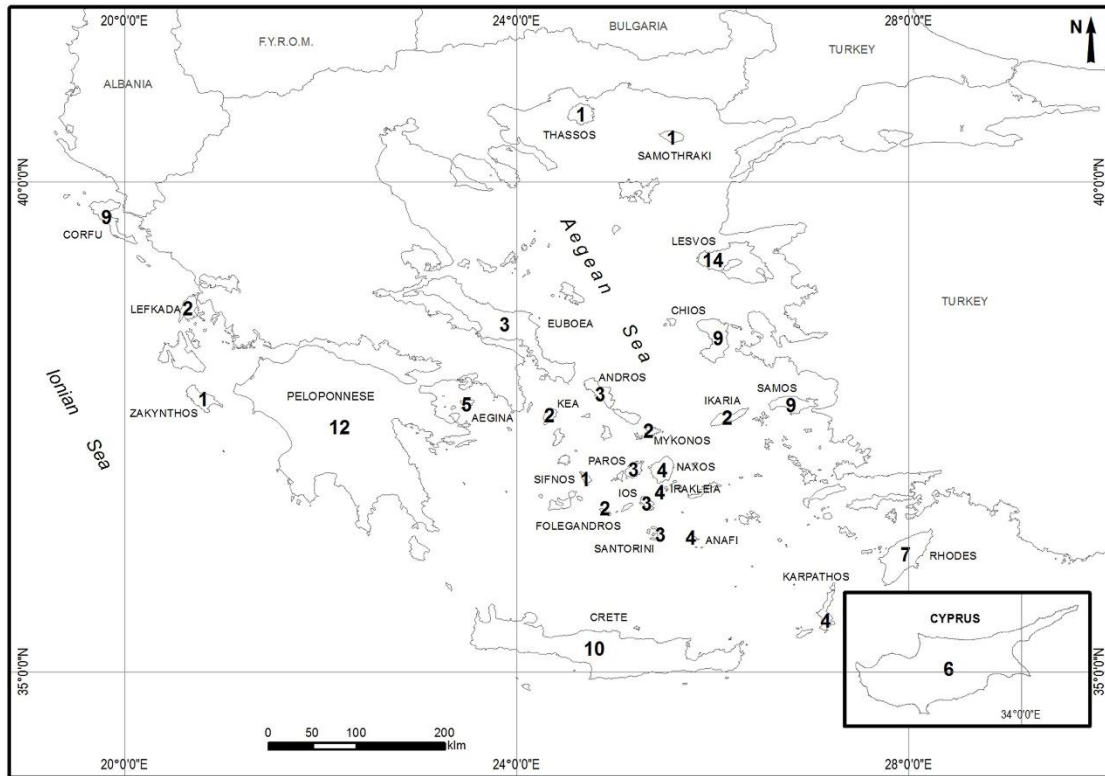 20°0'0"E
24°0'0"E
28°0'0"E
BULGARIA
N
F.Y.R.O.M.
TURKEY
ALBANIA
1
THASSOS
1
SAMOTHRAKI
40°0'0"N
40°0'0"N
9
CORFU
Aegean
Sea
LESVOS
14
LEFKADA
2
3
EUBOEA
CHIOS
9
TURKEY
Ionian
Sea
1
ZAKYNTHOS
PELOPONNESE
12
5
AEGINA
KEA
2
ANDROS
3
IKARIA
2
SAMOS
9
2
MYKONOS
PAROS
3
4
NAXOS
SIFNOS
1
IOS
3
4
IRAKLEIA
2
FOLEGANDROS
3
SANTORINI
4
ANAFI
7
RHODES
KARPATHOS
4
CRETE
10
CYPRUS
6
34°0'0"E
35°0'0"N
35°0'0"N
0
50
100
200
klm
20°0'0"E
24°0'0"E
28°0'0"E